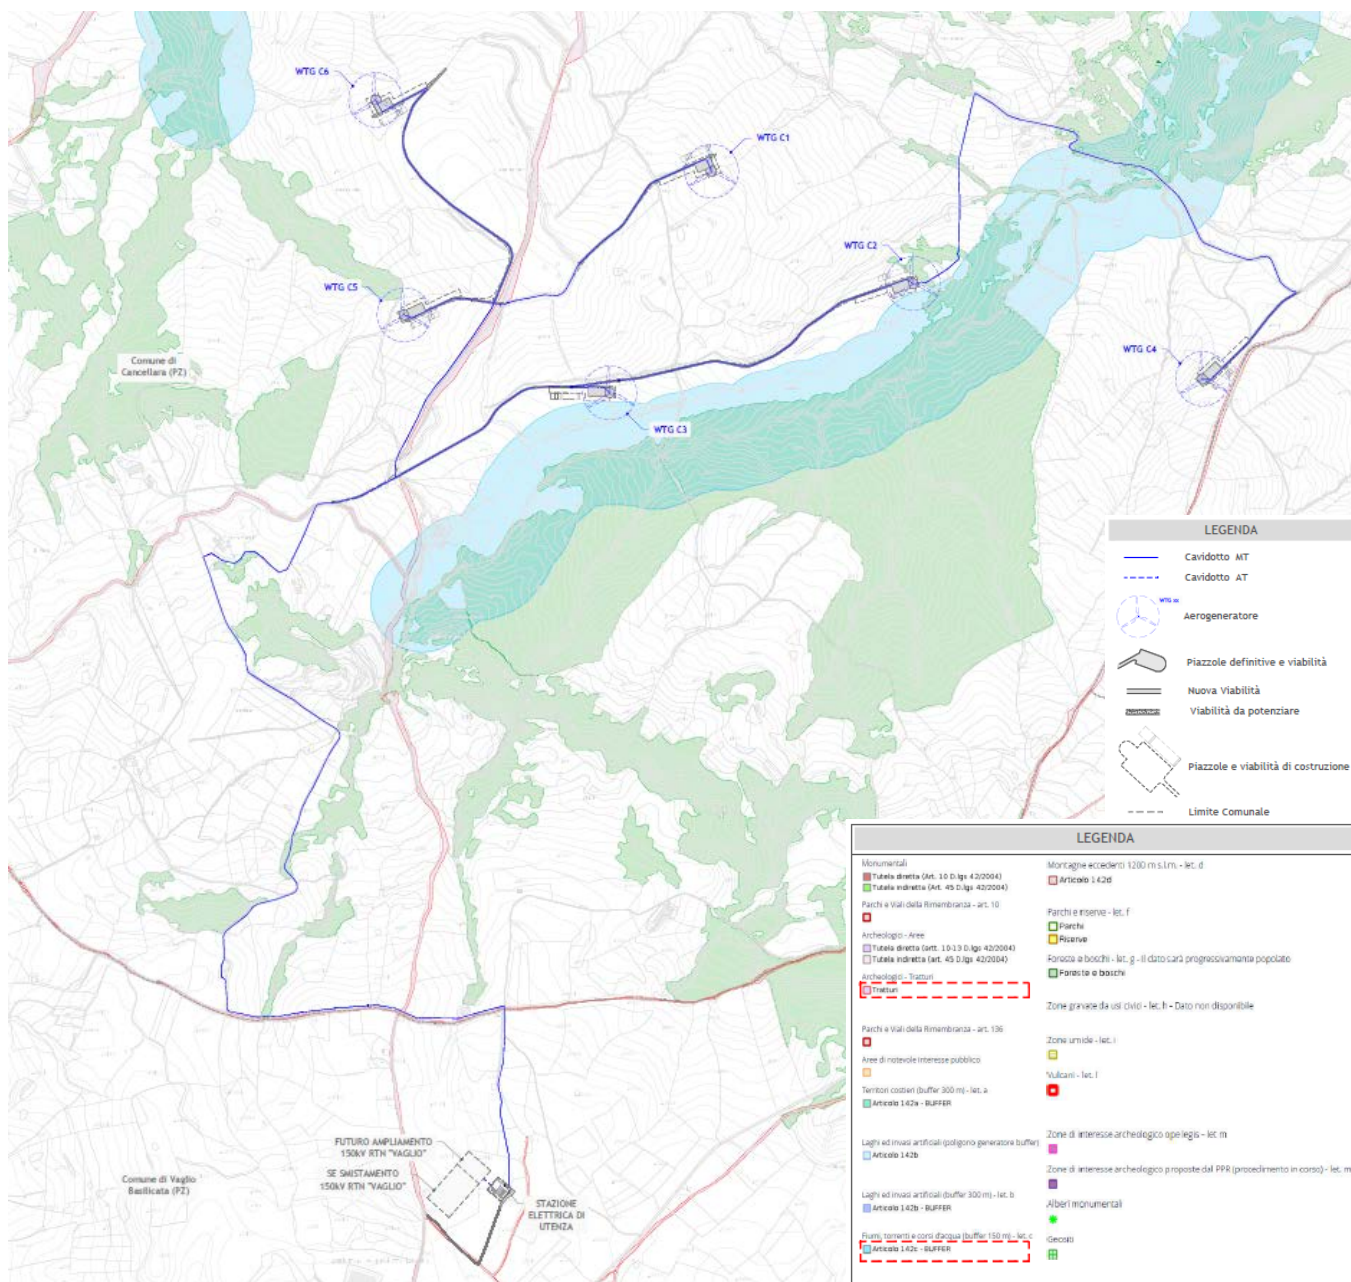 WTG C6
WTG C1
WTG C2
WTG C5
WTG C4
WTG C3
Comune di
Cancellara (PZ)
LEGENDA
Cavidotto MT
Cavidotto AT
WTG xx
Aerogeneratore
Piazzole definitive e viabilità
Nuova Viabilità
Viabilità da potenziare
Piazzole e viabilità di costruzione
Limite Comunale
LEGENDA
Monumentali
Tutela diretta (Art. 10 D.lgs 42/2004)
Tutela indiretta (Art. 45 D.lgs 42/2004)
Parchi e Viali della Rimembranza - art. 10
Archeologici - Aree
Tutela diretta (artt. 10-13 D.lgs 42/2004)
Tutela indiretta (art. 45 D.lgs 42/2004)
Archeologici - Tratturi
Tratturi
Parchi e Viali della Rimembranza - art. 136
Aree di notevole interesse pubblico
Territori costieri (buffer 300 m) - let. a
Articolo 142a - BUFFER
Laghi ed invasi artificiali (poligono generatore buffer)
Articolo 142b
Laghi ed invasi artificiali (buffer 300 m) - let. b
Articolo 142b - BUFFER
Fiumi, torrenti e corsi d'acqua (buffer 150 m) - let. c
Articolo 142c - BUFFER
Montagne eccedenti 1200 m s.l.m. - let. d
Articolo 142d
Parchi e riserve - let. f
Parchi
Riserve
Foreste e boschi - let. g - Il dato sarà progressivamente popolato
Foreste e boschi
Zone gravate da usi civici - let. h - Dato non disponibile
Zone umide - let. i
Vulcani - let. l
Zone di interesse archeologico ope legis - let. m
Zone di interesse archeologico proposte dal PPR (procedimento in corso) - let. m
Alberi monumentali
Geositi
FUTURO AMPLIAMENTO
150kV RTN "VAGLIO"
SE SMISTAMENTO
150kV RTN "VAGLIO"
STAZIONE
ELETTRICA DI
UTENZA
Comune di Vaglio
Basilicata (PZ)